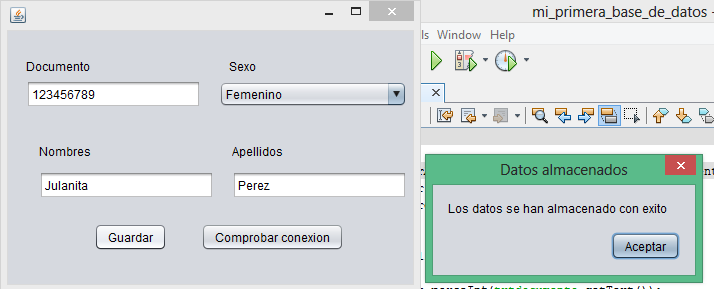 Documento
Sexo
123456789
Femenino
Nombres
Apellidos
Julanita
Perez
Guardar
Comprobar conexion
mi_primera_base_de_datos -
ls Window Help
Datos almacenados
Los datos se han almacenado con exito
Aceptar